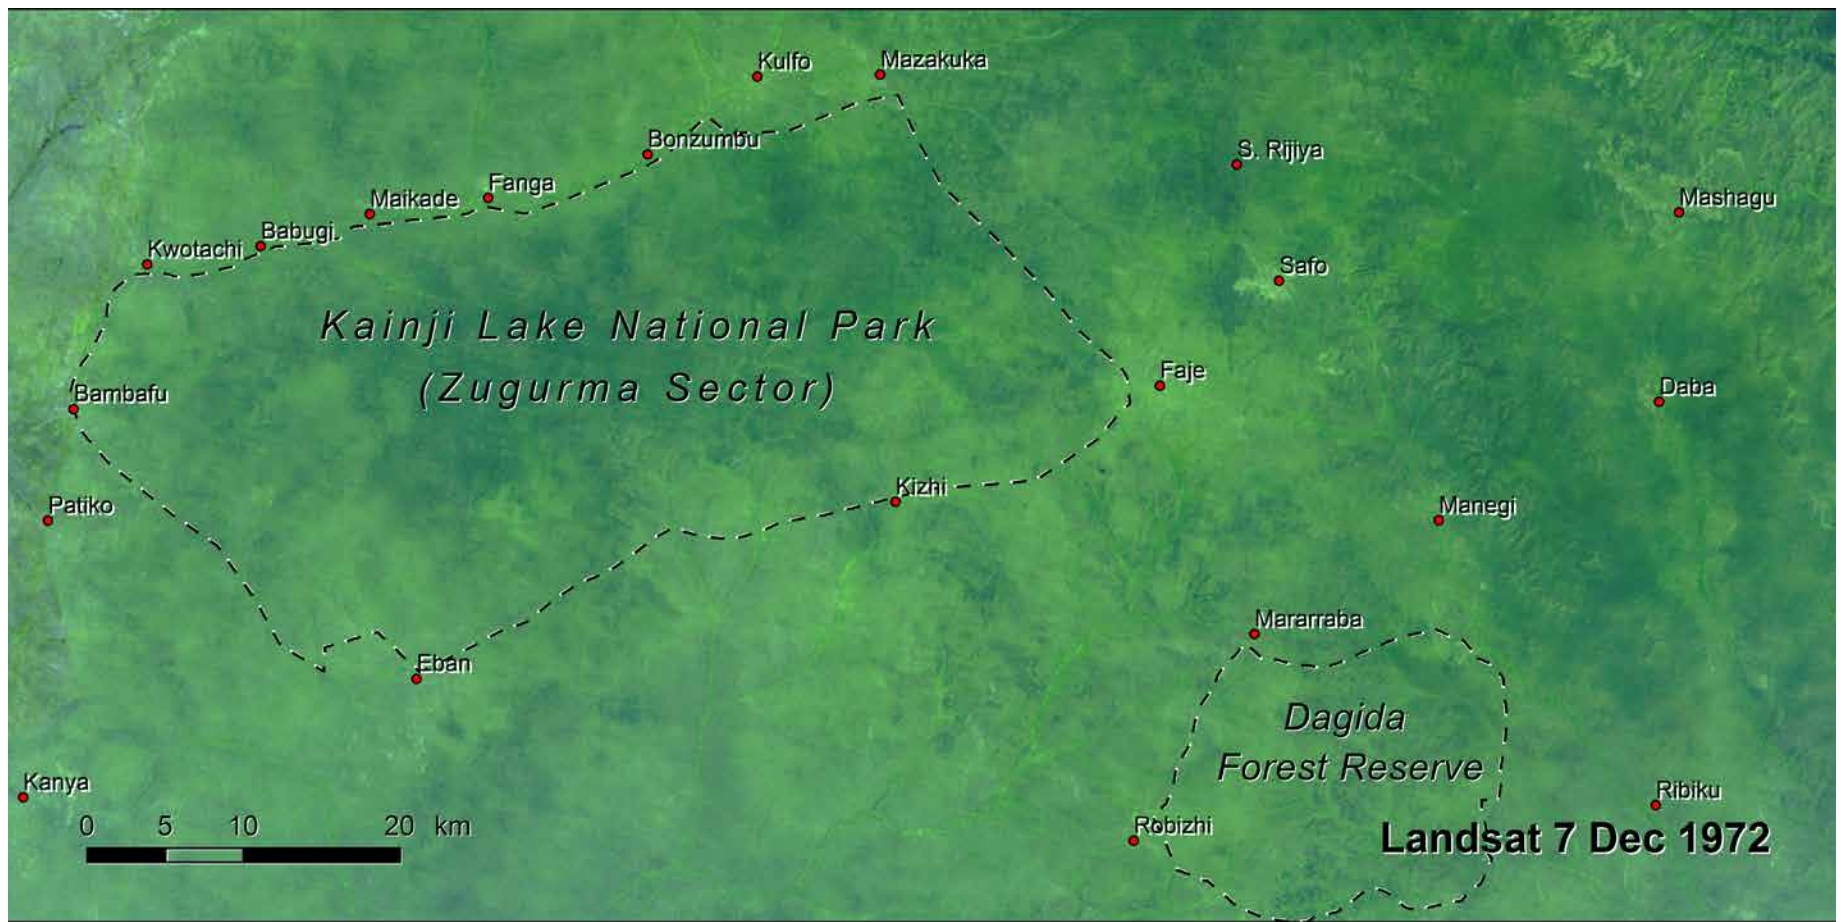 Kulfo
Mazakuka
Bonzumbu
S. Rijiya
Fanga
Maikade
Mashagu
Babugi
Kwotachi
Safo
Kainji Lake National Park
(Zugurma Sector)
Faje
Daba
Bambafu
Kizhi
Patiko
Manegi
Mararraba
Eban
Dagida
Forest Reserve
Kanya
Ribiku
0 5 10 20 km
Robizhi
Landsat 7 Dec 1972